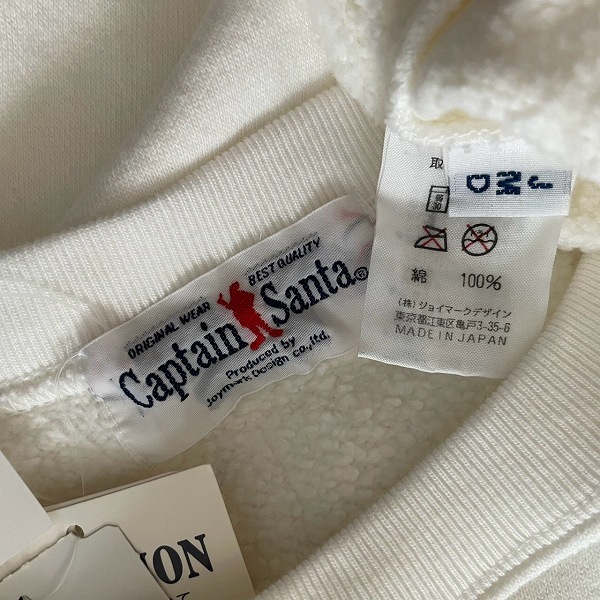 ORIGINAL WEAR BEST QUALITY
Captain Santa®
Produced by
Joymark Design co.,ltd.
取
綿 100%
(株) ジョイマークデザイン
東京都江東区亀戸3-35-6
MADE IN JAPAN